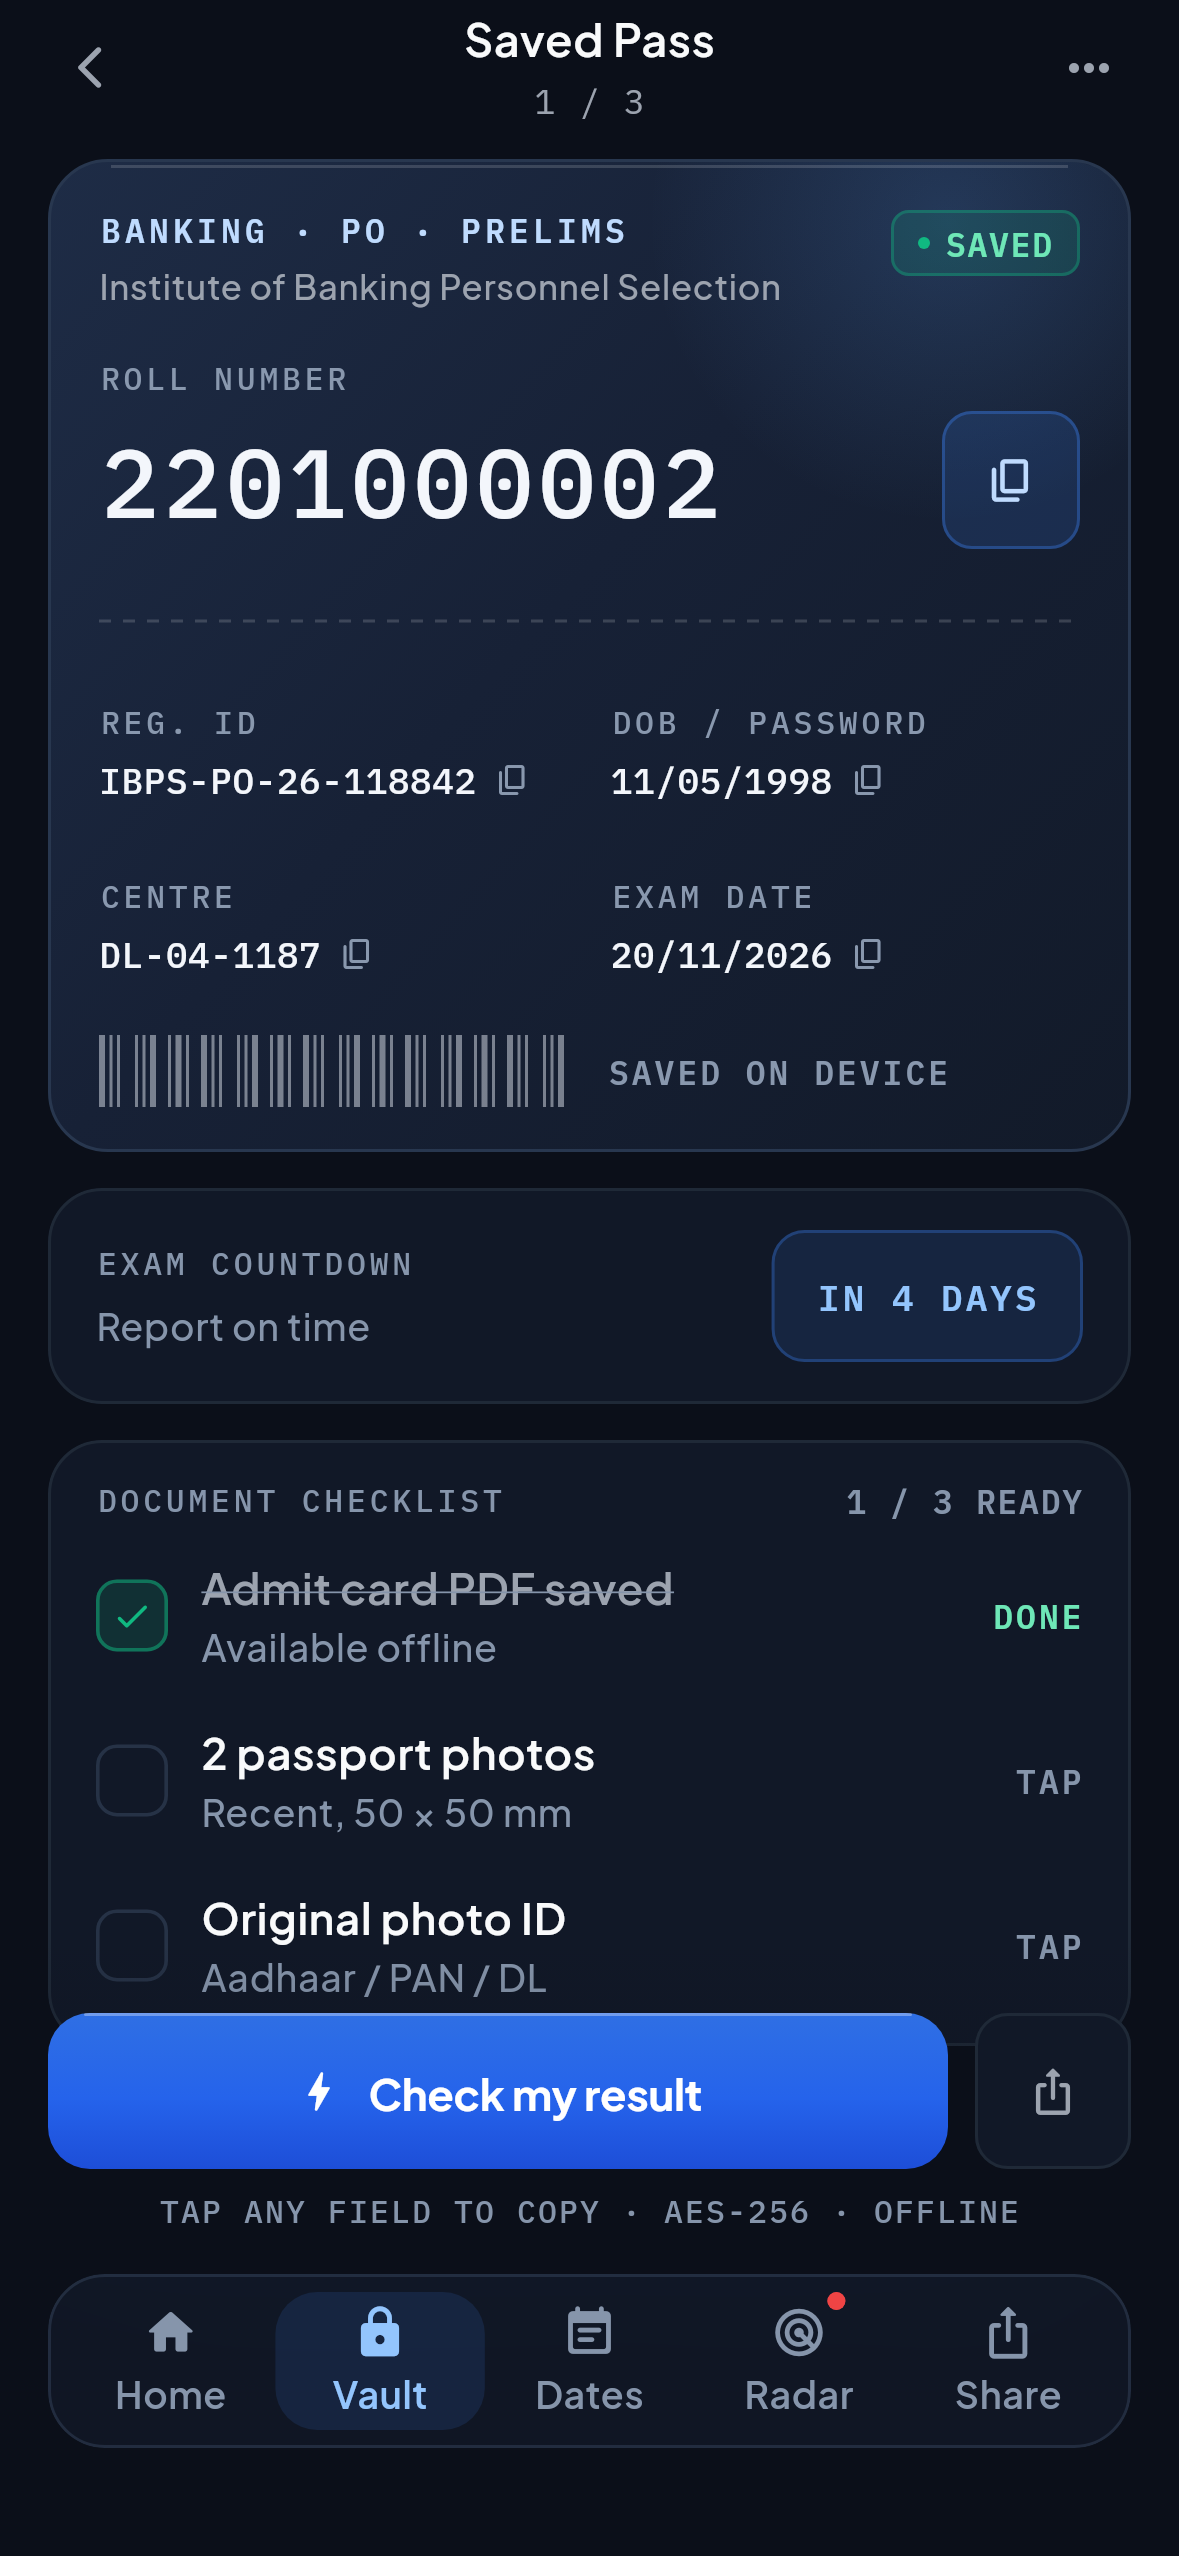 Saved Pass
1 / 3
BANKING · PO · PRELIMS
SAVED
Institute of Banking Personnel Selection
ROLL NUMBER
2201000002
REG. ID
DOB / PASSWORD
IBPS-PO-26-118842
11/05/1998
CENTRE
EXAM DATE
DL-04-1187
20/11/2026
SAVED ON DEVICE
EXAM COUNTDOWN
Report on time
IN 4 DAYS
DOCUMENT CHECKLIST
1 / 3 READY
Admit card PDF saved
Available offline
DONE
2 passport photos
Recent, 50 × 50 mm
TAP
Original photo ID
Aadhaar / PAN / DL
TAP
Check my result
TAP ANY FIELD TO COPY · AES-256 · OFFLINE
Home
Vault
Dates
Radar
Share